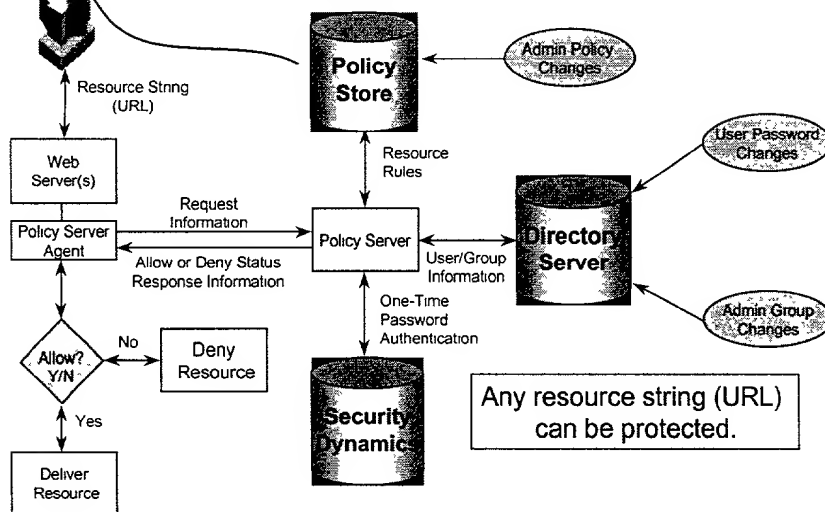 Policy
Store
Admin Policy
Changes
Resource String
(URL)
Web
Server(s)
Resource
Rules
User Password
Changes
Request
Information
Policy Server
Agent
Policy Server
Allow or Deny Status
Response Information
User/Group
Information
Directory
Server
One-Time
Password
Authentication
Admin Group
Changes
Allow?
Y/N
No
Deny
Resource
Yes
Security
Dynamics
Any resource string (URL)
can be protected.
Deliver
Resource